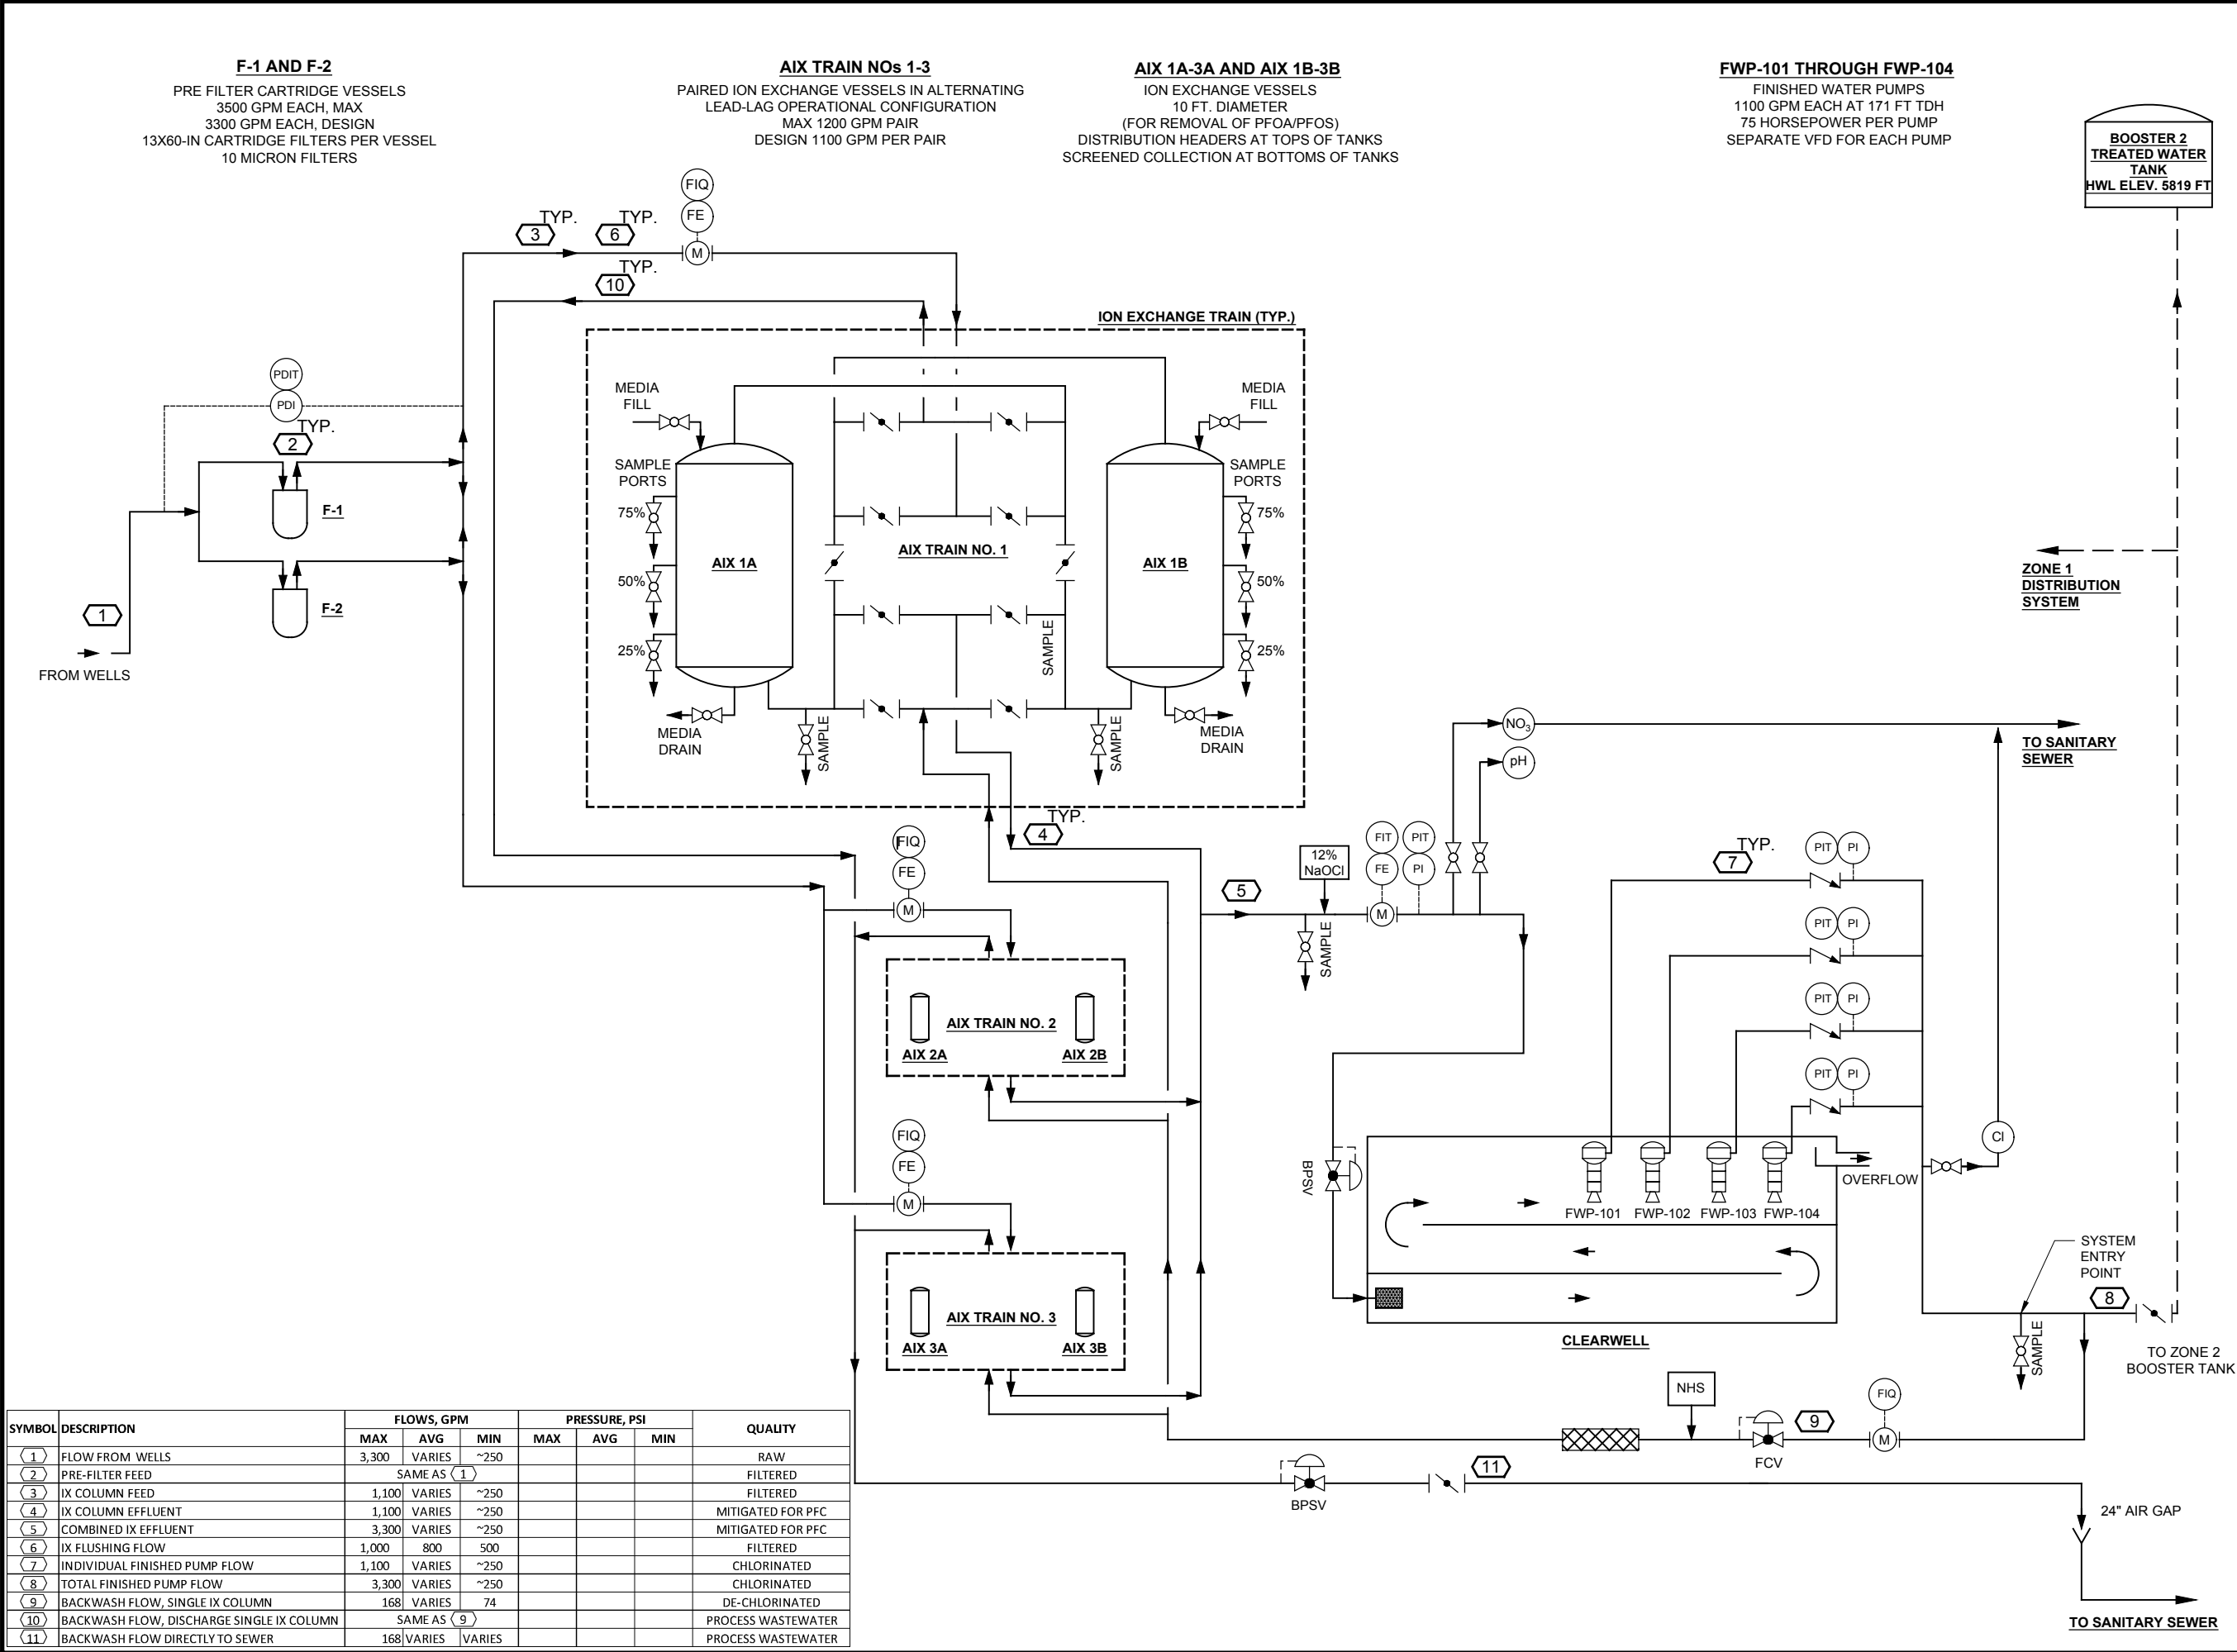 F-1 AND F-2
PRE FILTER CARTRIDGE VESSELS
3500 GPM EACH, MAX
3300 GPM EACH, DESIGN
13X60-IN CARTRIDGE FILTERS PER VESSEL
10 MICRON FILTERS
AIX TRAIN NOs 1-3
PAIRED ION EXCHANGE VESSELS IN ALTERNATING
LEAD-LAG OPERATIONAL CONFIGURATION
MAX 1200 GPM PAIR
DESIGN 1100 GPM PER PAIR
AIX 1A-3A AND AIX 1B-3B
ION EXCHANGE VESSELS
10 FT. DIAMETER
(FOR REMOVAL OF PFOA/PFOS)
DISTRIBUTION HEADERS AT TOPS OF TANKS
SCREENED COLLECTION AT BOTTOMS OF TANKS
FWP-101 THROUGH FWP-104
FINISHED WATER PUMPS
1100 GPM EACH AT 171 FT TDH
75 HORSEPOWER PER PUMP
SEPARATE VFD FOR EACH PUMP
BOOSTER 2
TREATED WATER
TANK
HWL ELEV. 5819 FT
FIQ
FE
M
TYP.
3
TYP.
6
TYP.
10
ION EXCHANGE TRAIN (TYP.)
PDIT
PDI
TYP.
2
F-1
F-2
1
FROM WELLS
MEDIA
FILL
SAMPLE
PORTS
75%
50%
25%
AIX 1A
MEDIA
DRAIN
SAMPLE
AIX TRAIN NO. 1
SAMPLE
MEDIA
FILL
SAMPLE
PORTS
75%
50%
25%
AIX 1B
MEDIA
DRAIN
SAMPLE
TYP.
4
ZONE 1
DISTRIBUTION
SYSTEM
NO3
pH
TO SANITARY
SEWER
FIQ
FE
M
AIX TRAIN NO. 2
AIX 2A
AIX 2B
FIQ
FE
M
AIX TRAIN NO. 3
AIX 3A
AIX 3B
5
12%
NaOCl
SAMPLE
FIT
FE
M
PIT
PI
TYP.
7
PIT
PI
PIT
PI
PIT
PI
PIT
PI
Cl
BPSV
OVERFLOW
FWP-101
FWP-102
FWP-103
FWP-104
CLEARWELL
SYSTEM
ENTRY
POINT
8
SAMPLE
TO ZONE 2
BOOSTER TANK
NHS
FCV
9
FIQ
M
BPSV
11
24" AIR GAP
TO SANITARY SEWER
SYMBOL DESCRIPTION FLOWS, GPM PRESSURE, PSI QUALITY
MAX AVG MIN MAX AVG MIN
1 FLOW FROM WELLS 3,300 VARIES ~250 RAW
2 PRE-FILTER FEED SAME AS 1 FILTERED
3 IX COLUMN FEED 1,100 VARIES ~250 FILTERED
4 IX COLUMN EFFLUENT 1,100 VARIES ~250 MITIGATED FOR PFC
5 COMBINED IX EFFLUENT 3,300 VARIES ~250 MITIGATED FOR PFC
6 IX FLUSHING FLOW 1,000 800 500 FILTERED
7 INDIVIDUAL FINISHED PUMP FLOW 1,100 VARIES ~250 CHLORINATED
8 TOTAL FINISHED PUMP FLOW 3,300 VARIES ~250 CHLORINATED
9 BACKWASH FLOW, SINGLE IX COLUMN 168 VARIES 74 DE-CHLORINATED
10 BACKWASH FLOW, DISCHARGE SINGLE IX COLUMN SAME AS 9 PROCESS WASTEWATER
11 BACKWASH FLOW DIRECTLY TO SEWER 168 VARIES VARIES PROCESS WASTEWATER